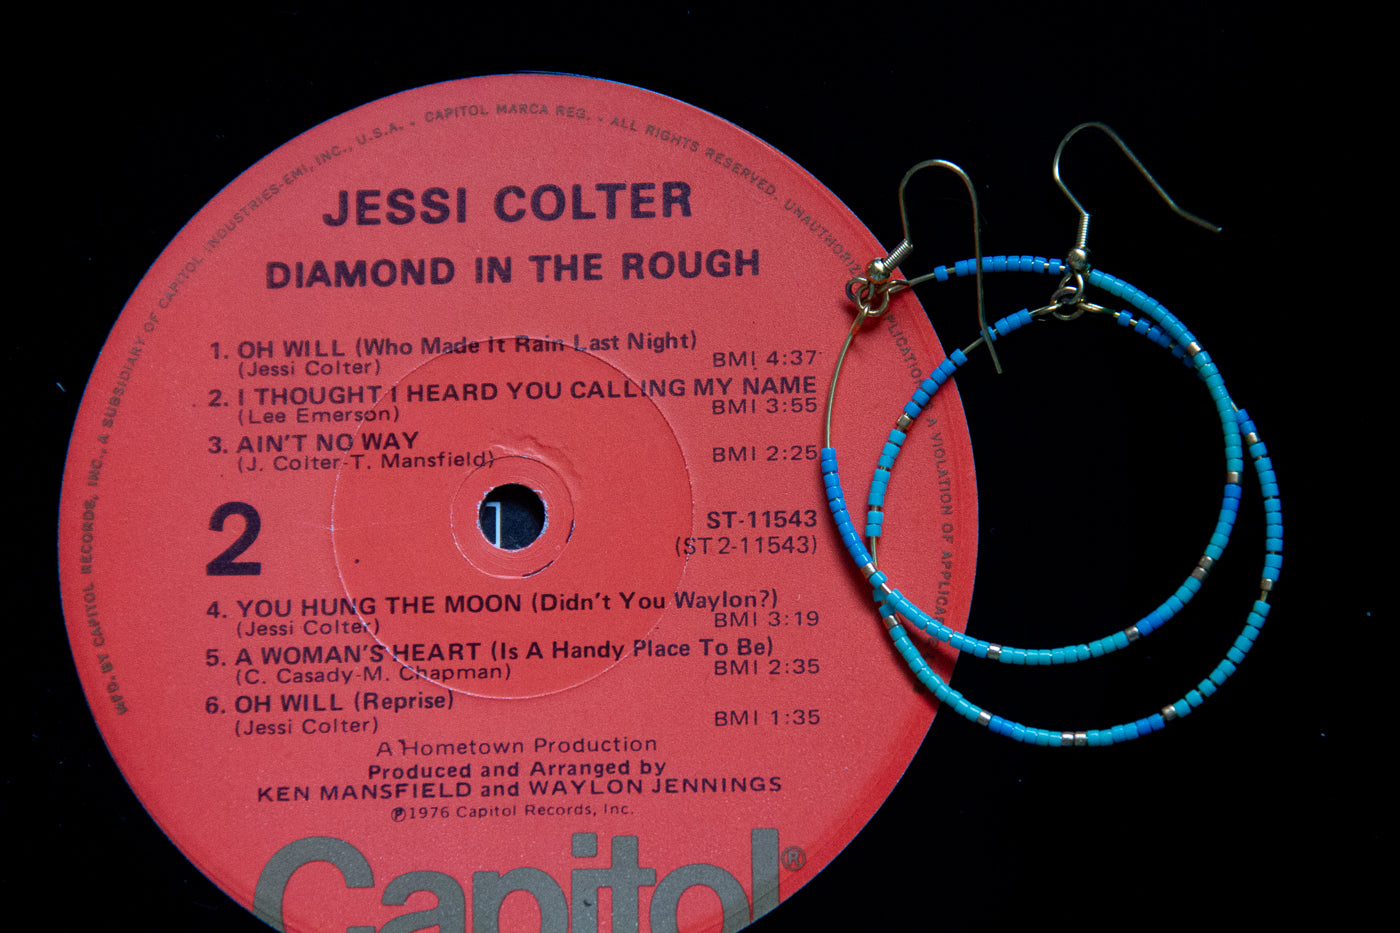 MFD. BY CAPITOL RECORDS, INC., A SUBSIDIARY OF CAPITOL INDUSTRIES-EMI, INC., U.S.A. • CAPITOL MARCA REG. • ALL RIGHTS RESERVED. UNAUTHORIZ PLICATION A VIOLATION OF APPLICAB
JESSI COLTER
DIAMOND IN THE ROUGH
1. OH WILL (Who Made It Rain Last Night)
(Jessi Colter) BMI 4:37
2. I THOUGHT I HEARD YOU CALLING MY NAME
(Lee Emerson) BMI 3:55
3. AIN'T NO WAY
(J. Colter-T. Mansfield) BMI 2:25
2
ST-11543
(ST2-11543)
4. YOU HUNG THE MOON (Didn't You Waylon?)
(Jessi Colter) BMI 3:19
5. A WOMAN'S HEART (Is A Handy Place To Be)
(C. Casady-M. Chapman) BMI 2:35
6. OH WILL (Reprise)
(Jessi Colter) BMI 1:35
A Hometown Production
Produced and Arranged by
KEN MANSFIELD and WAYLON JENNINGS
℗1976 Capitol Records, Inc.
Capitol®